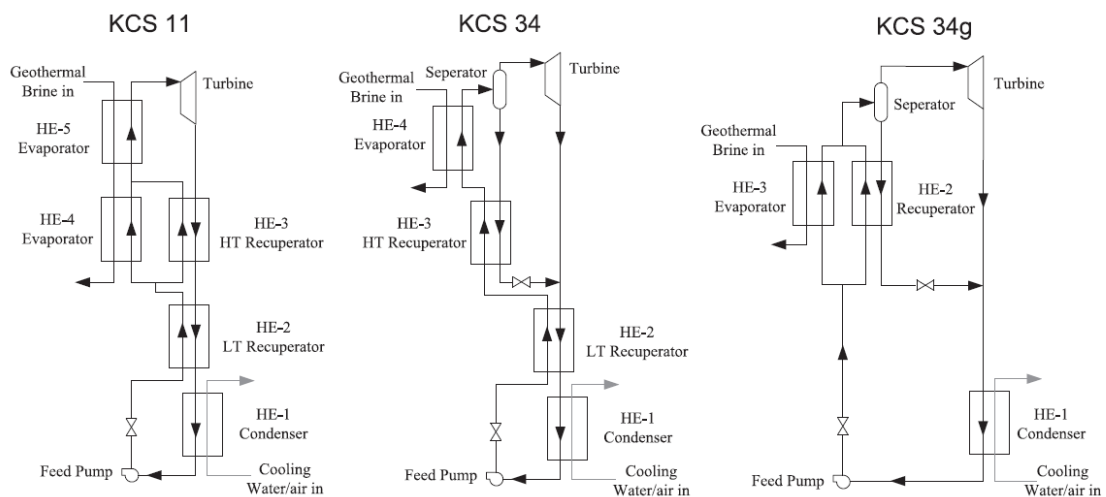 KCS 11
Geothermal
Brine in
Turbine
HE-5
Evaporator
HE-4
Evaporator
HE-3
HT Recuperator
HE-2
LT Recuperator
HE-1
Condenser
Feed Pump
Cooling
Water/air in
KCS 34
Geothermal
Brine in
Seperator
Turbine
HE-4
Evaporator
HE-3
HT Recuperator
HE-2
LT Recuperator
HE-1
Condenser
Feed Pump
Cooling
Water/air in
KCS 34g
Turbine
Seperator
Geothermal
Brine in
HE-3
Evaporator
HE-2
Recuperator
HE-1
Condenser
Feed Pump
Cooling
Water/air in